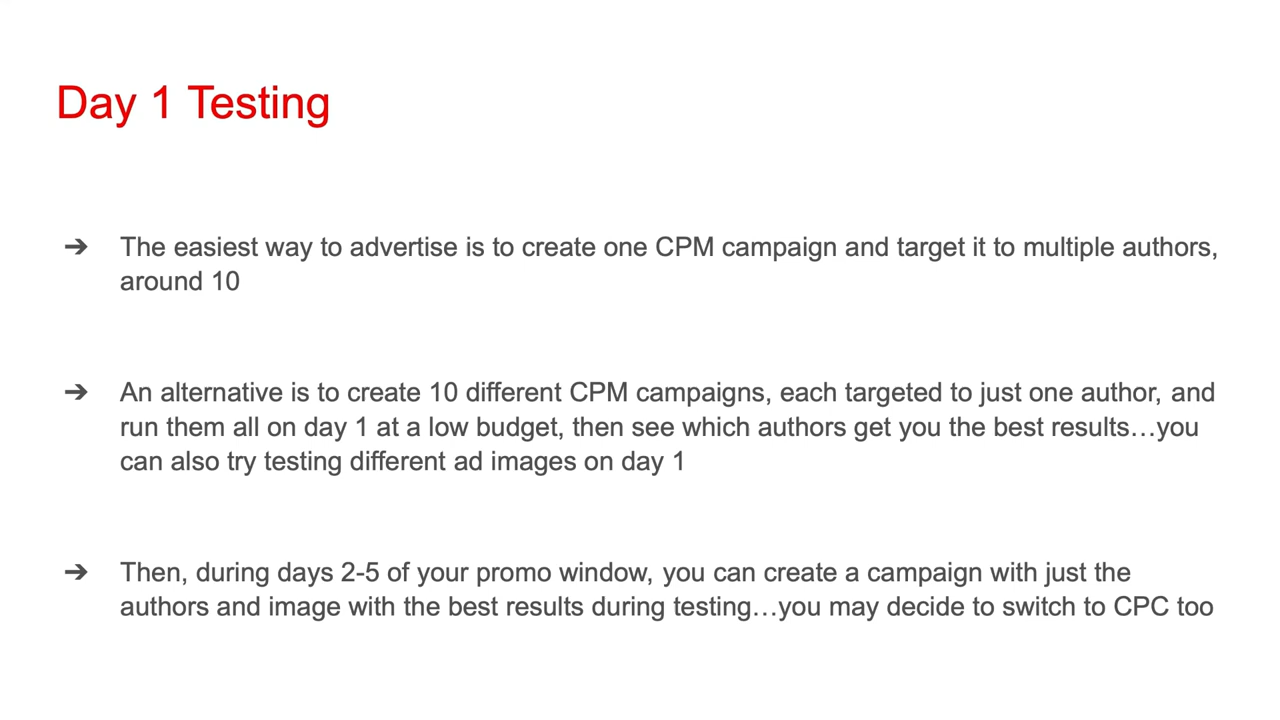 Day 1 Testing
➔ The easiest way to advertise is to create one CPM campaign and target it to multiple authors,
around 10
➔ An alternative is to create 10 different CPM campaigns, each targeted to just one author, and
run them all on day 1 at a low budget, then see which authors get you the best results…you
can also try testing different ad images on day 1
➔ Then, during days 2-5 of your promo window, you can create a campaign with just the
authors and image with the best results during testing…you may decide to switch to CPC too